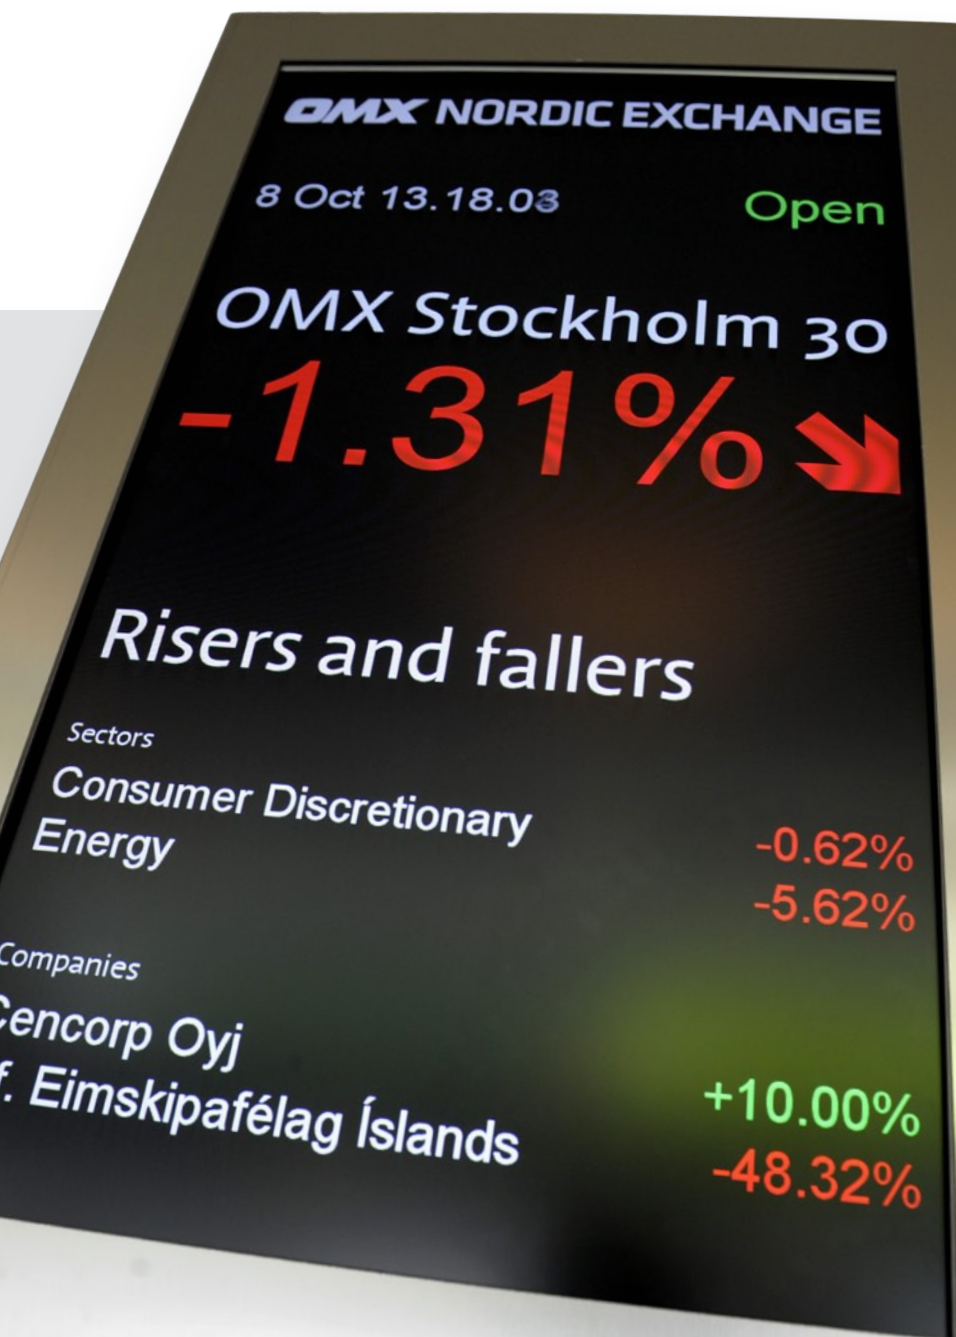 OMX NORDIC EXCHANGE
8 Oct 13.18.03 Open
OMX Stockholm 30
-1.31%
Risers and fallers
Sectors
Consumer Discretionary -0.62%
Energy -5.62%
Companies
Cencorp Oyj +10.00%
f. Eimskipafélag Íslands -48.32%